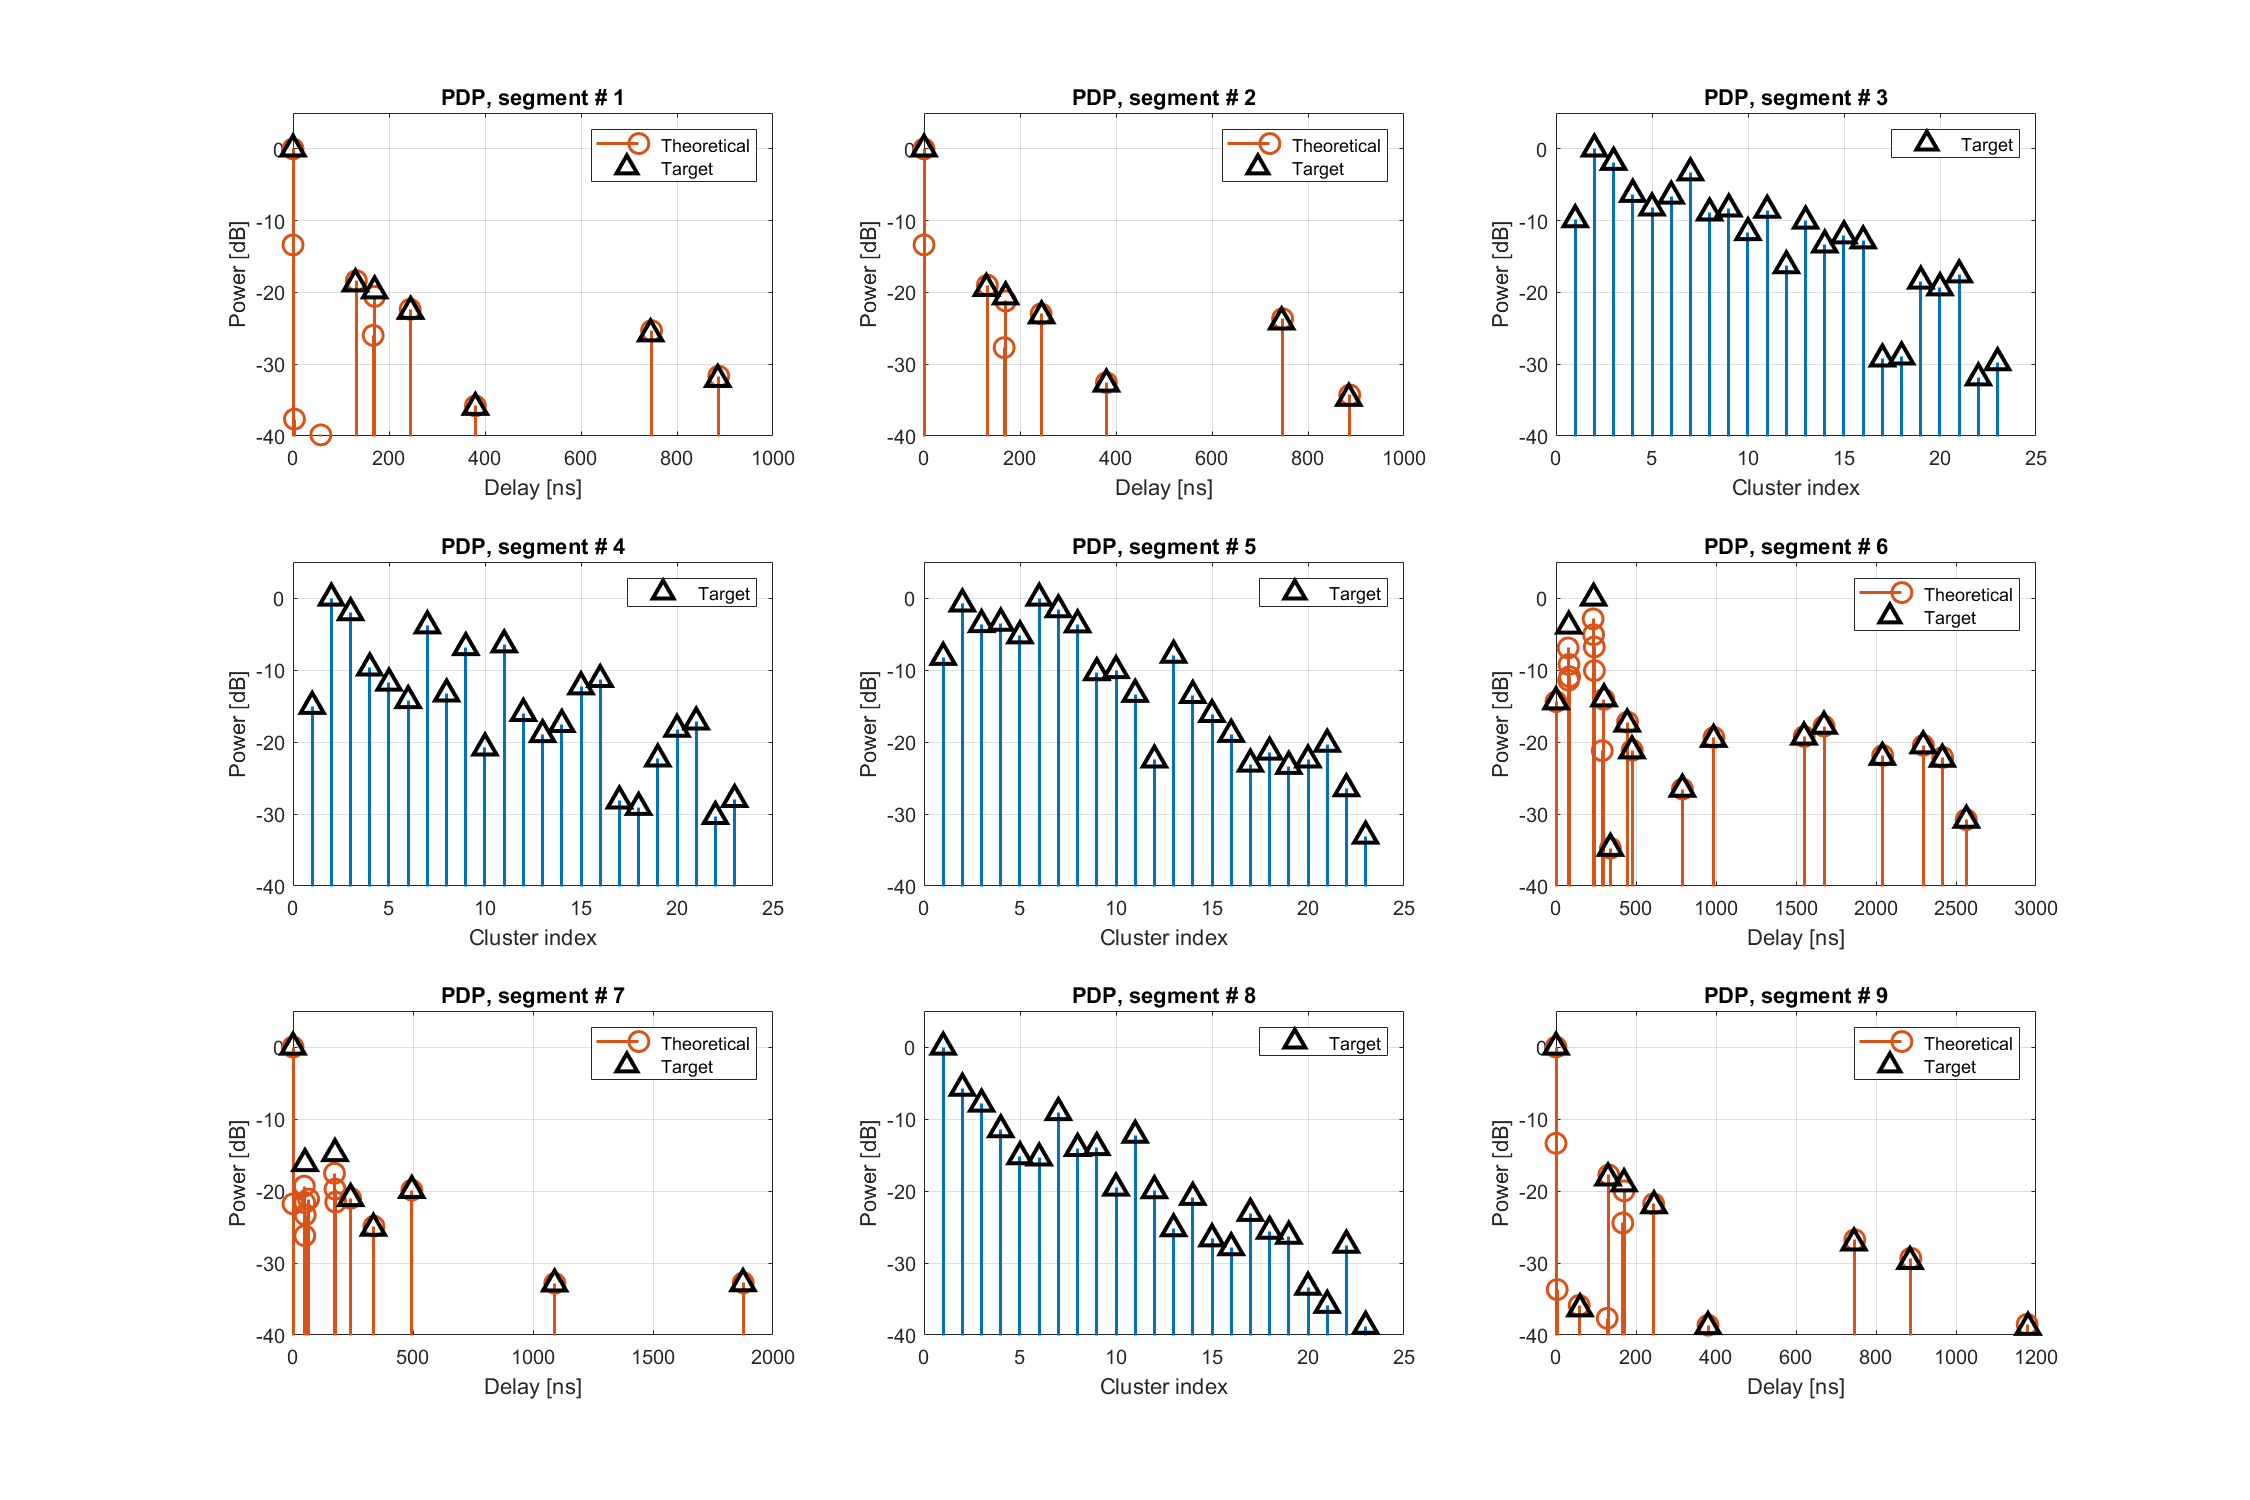 PDP, segment # 1
Theoretical
Target
Power [dB]
0
-10
-20
-30
-40
0 200 400 600 800 1000
Delay [ns]
PDP, segment # 2
Theoretical
Target
Power [dB]
0
-10
-20
-30
-40
0 200 400 600 800 1000
Delay [ns]
PDP, segment # 3
Target
Power [dB]
0
-10
-20
-30
-40
0 5 10 15 20 25
Cluster index
PDP, segment # 4
Target
Power [dB]
0
-10
-20
-30
-40
0 5 10 15 20 25
Cluster index
PDP, segment # 5
Target
Power [dB]
0
-10
-20
-30
-40
0 5 10 15 20 25
Cluster index
PDP, segment # 6
Theoretical
Target
Power [dB]
0
-10
-20
-30
-40
0 500 1000 1500 2000 2500 3000
Delay [ns]
PDP, segment # 7
Theoretical
Target
Power [dB]
0
-10
-20
-30
-40
0 500 1000 1500 2000
Delay [ns]
PDP, segment # 8
Target
Power [dB]
0
-10
-20
-30
-40
0 5 10 15 20 25
Cluster index
PDP, segment # 9
Theoretical
Target
Power [dB]
0
-10
-20
-30
-40
0 200 400 600 800 1000 1200
Delay [ns]